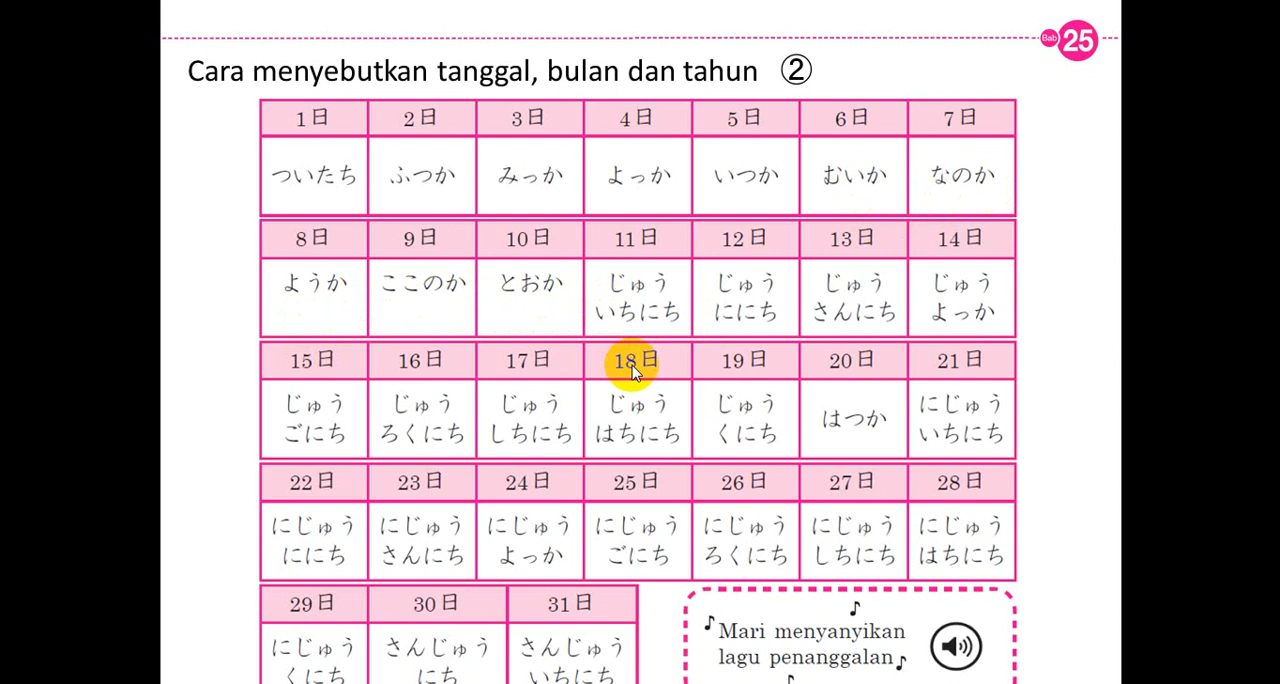 Bab 25
Cara menyebutkan tanggal, bulan dan tahun ②
1日 2日 3日 4日 5日 6日 7日
ついたち ふつか みっか よっか いつか むいか なのか
8日 9日 10日 11日 12日 13日 14日
ようか ここのか とおか じゅう じゅう じゅう じゅう
いちにち ににち さんにち よっか
15日 16日 17日 18日 19日 20日 21日
じゅう じゅう じゅう じゅう じゅう はつか にじゅう
ごにち ろくにち しちにち はちにち くにち いちにち
22日 23日 24日 25日 26日 27日 28日
にじゅう にじゅう にじゅう にじゅう にじゅう にじゅう にじゅう
ににち さんにち よっか ごにち ろくにち しちにち はちにち
29日 30日 31日
にじゅう さんじゅう さんじゅう
くにち にち いちにち
Mari menyanyikan
lagu penanggalan